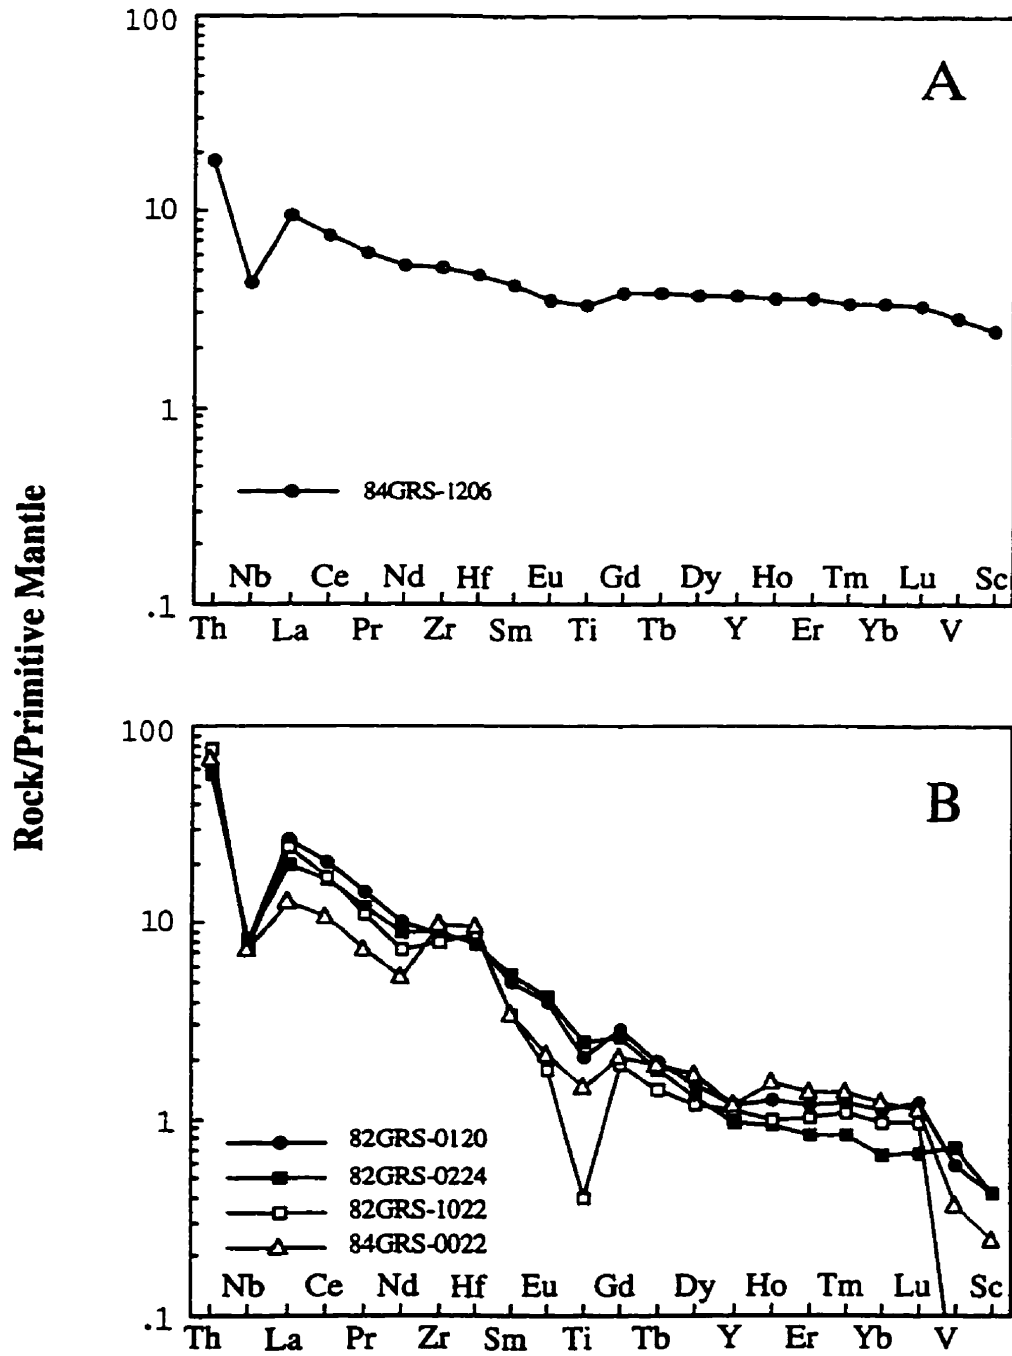 Rock/Primitive Mantle
100
A
10
1
84GRS-1206
Nb Ce Nd Hf Eu Gd Dy Ho Tm Lu Sc
.1
Th La Pr Zr Sm Ti Tb Y Er Yb V
100
B
10
1
82GRS-0120
82GRS-0224
82GRS-1022
84GRS-0022
Nb Ce Nd Hf Eu Gd Dy Ho Tm Lu Sc
.1
Th La Pr Zr Sm Ti Tb Y Er Yb V